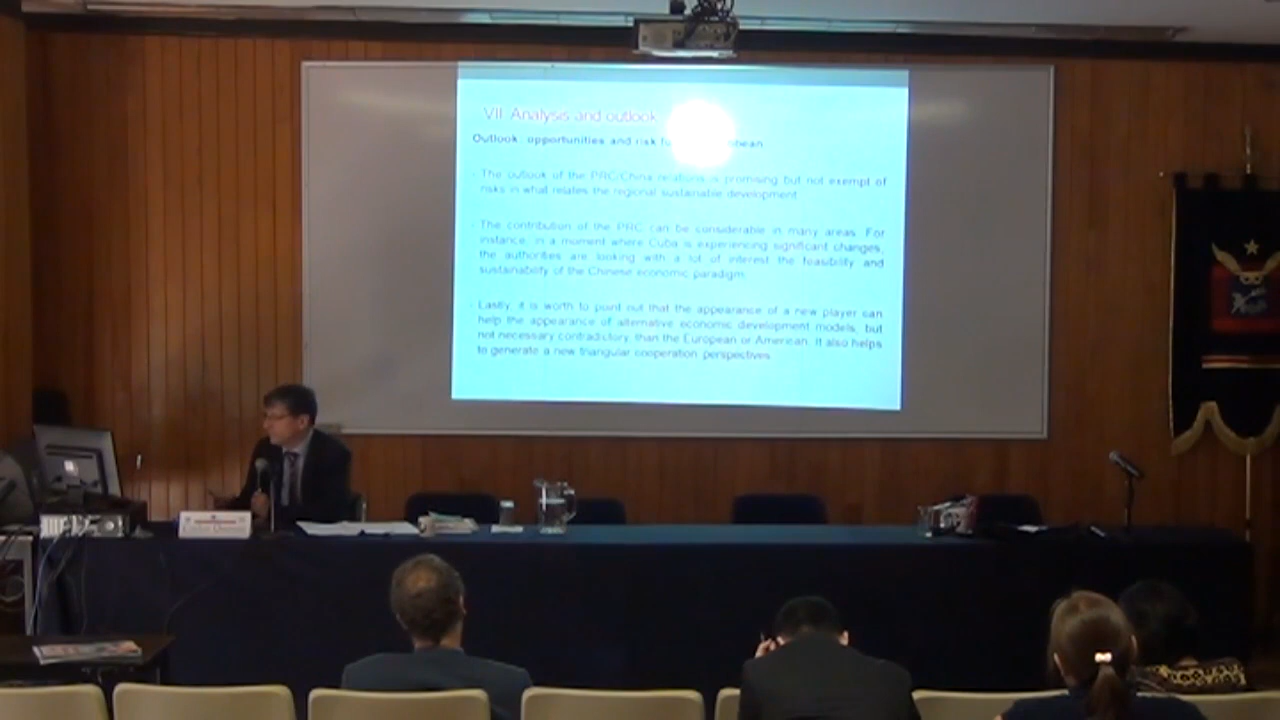 VII. Analysis and outlook
Outlook: opportunities and risk
The outlook of the PRC/China relations is promising but not exempt of
risks in what relates the regional sustainable development.
The contribution of the PRC can be considerable in many areas. For
instance, in a moment where Cuba is experiencing significant changes,
the authorities are looking with a lot of interest the feasibility and
sustainability of the Chinese economic paradigm.
Lastly, it is worth to point out that the appearance of a new player can
help the appearance of alternative economic development models, but
not necessary contradictory, than the European or American. It also helps
to generate a new triangular cooperation perspectives.